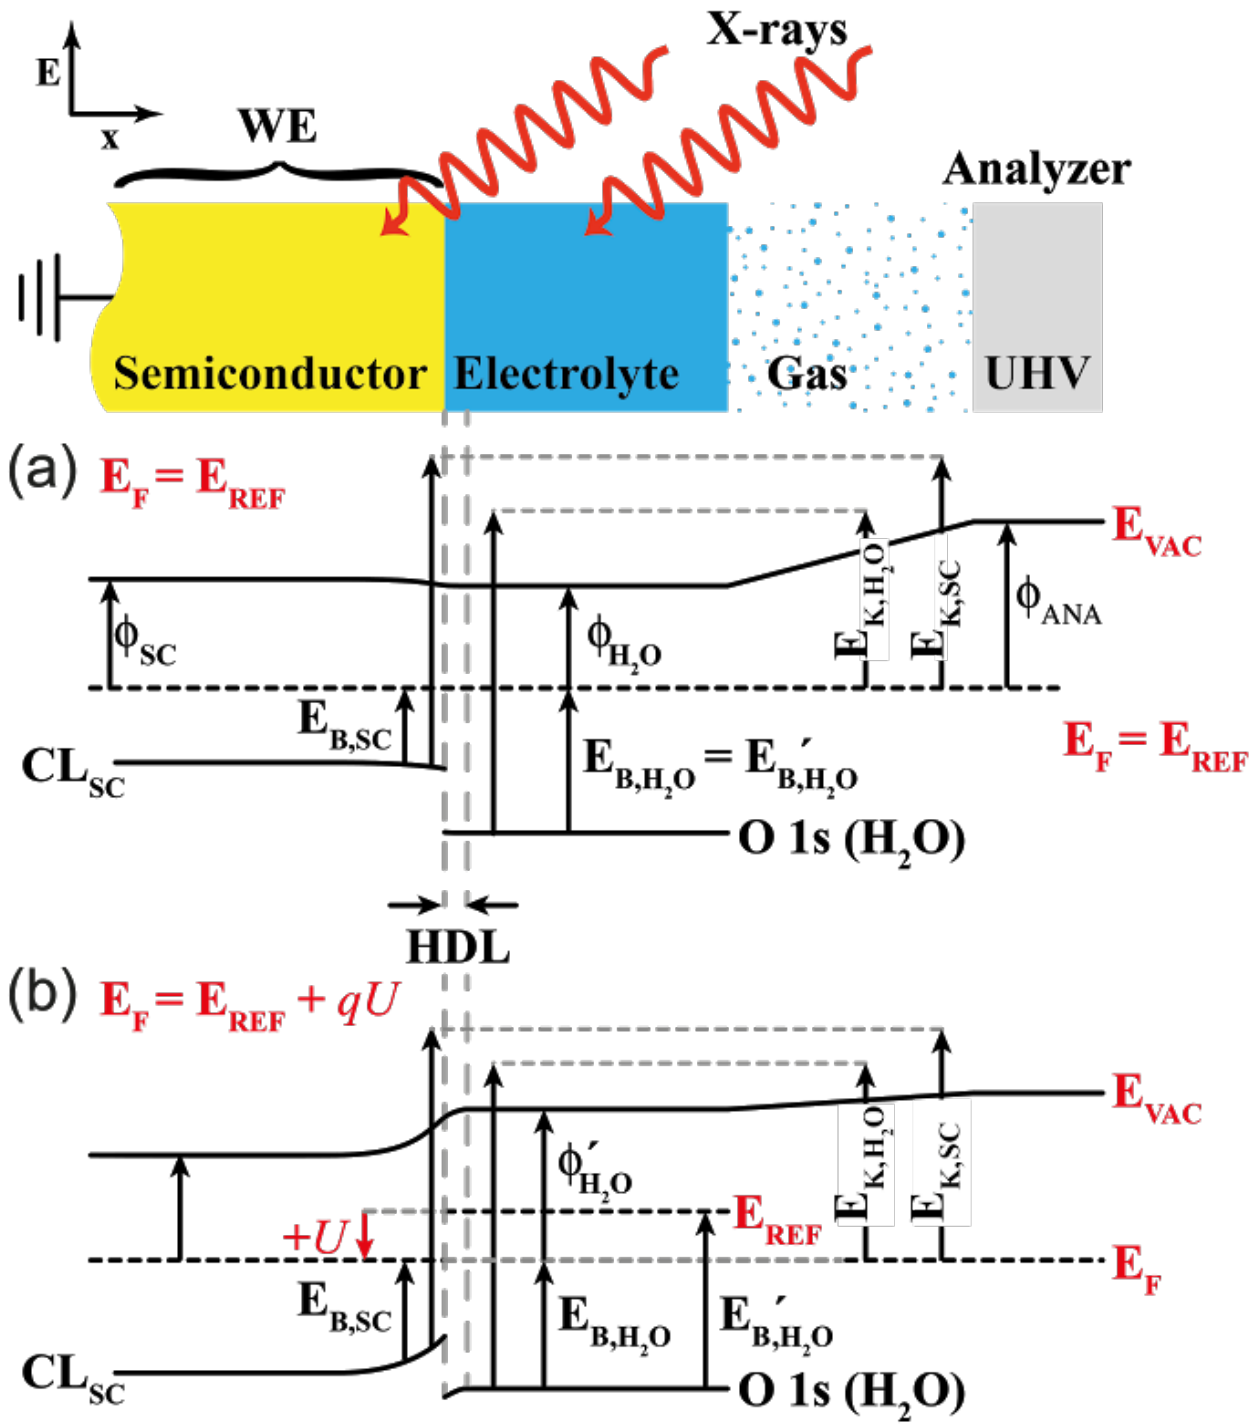 X-rays
E
x
WE
Analyzer
Semiconductor Electrolyte Gas UHV
(a) E_F = E_REF
E_VAC
ϕ_SC
ϕ_H₂O
E_K,H₂O
E_K,SC
ϕ_ANA
E_B,SC
E_F = E_REF
CL_SC
E_B,H₂O = E′_B,H₂O
O 1s (H₂O)
HDL
(b) E_F = E_REF + qU
E_VAC
ϕ′_H₂O
E_K,H₂O
E_K,SC
+U
E_REF
E_F
E_B,SC
E_B,H₂O
E′_B,H₂O
CL_SC
O 1s (H₂O)